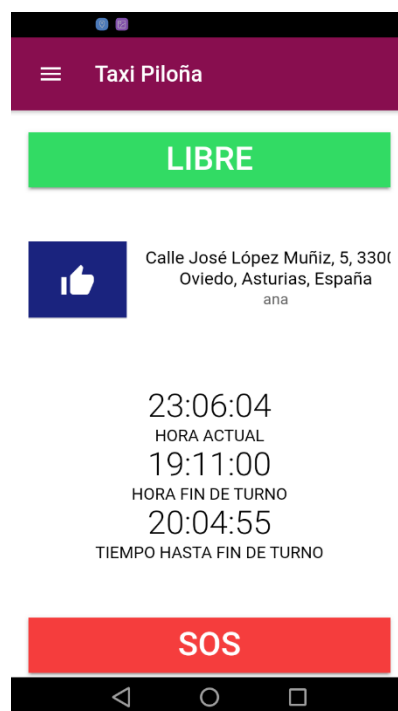 Taxi Piloña
LIBRE
Calle José López Muñiz, 5, 3300
Oviedo, Asturias, España
ana
23:06:04
HORA ACTUAL
19:11:00
HORA FIN DE TURNO
20:04:55
TIEMPO HASTA FIN DE TURNO
SOS